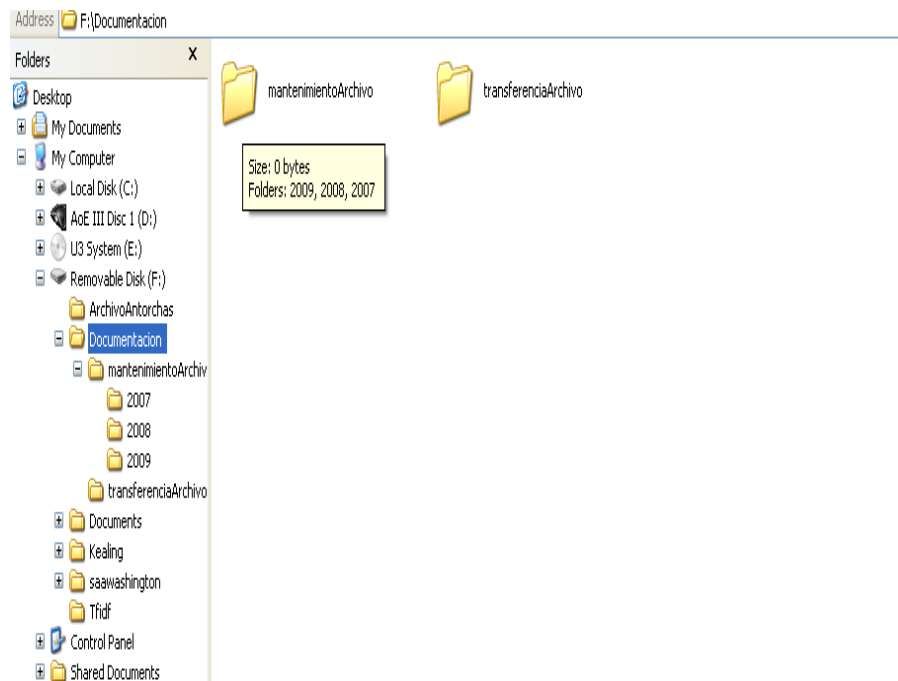 Address F:\Documentacion
Folders X
Desktop
My Documents
My Computer
Local Disk (C:)
AoE III Disc 1 (D:)
U3 System (E:)
Removable Disk (F:)
ArchivoAntorchas
Documentacion
mantenimientoArchiv
2007
2008
2009
transferenciaArchivo
Documents
Kealing
saawashington
Tfidf
Control Panel
Shared Documents
mantenimientoArchivo
transferenciaArchivo
Size: 0 bytes
Folders: 2009, 2008, 2007